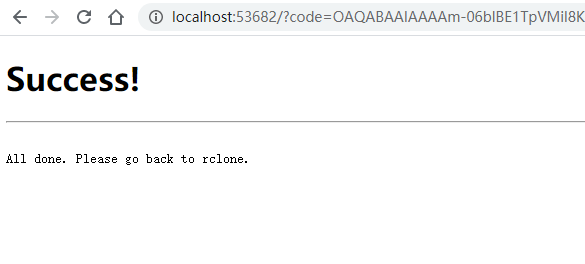 localhost:53682/?code=OAQABAAIAAAAm-06blBE1TpVMil8K
Success!
All done. Please go back to rclone.